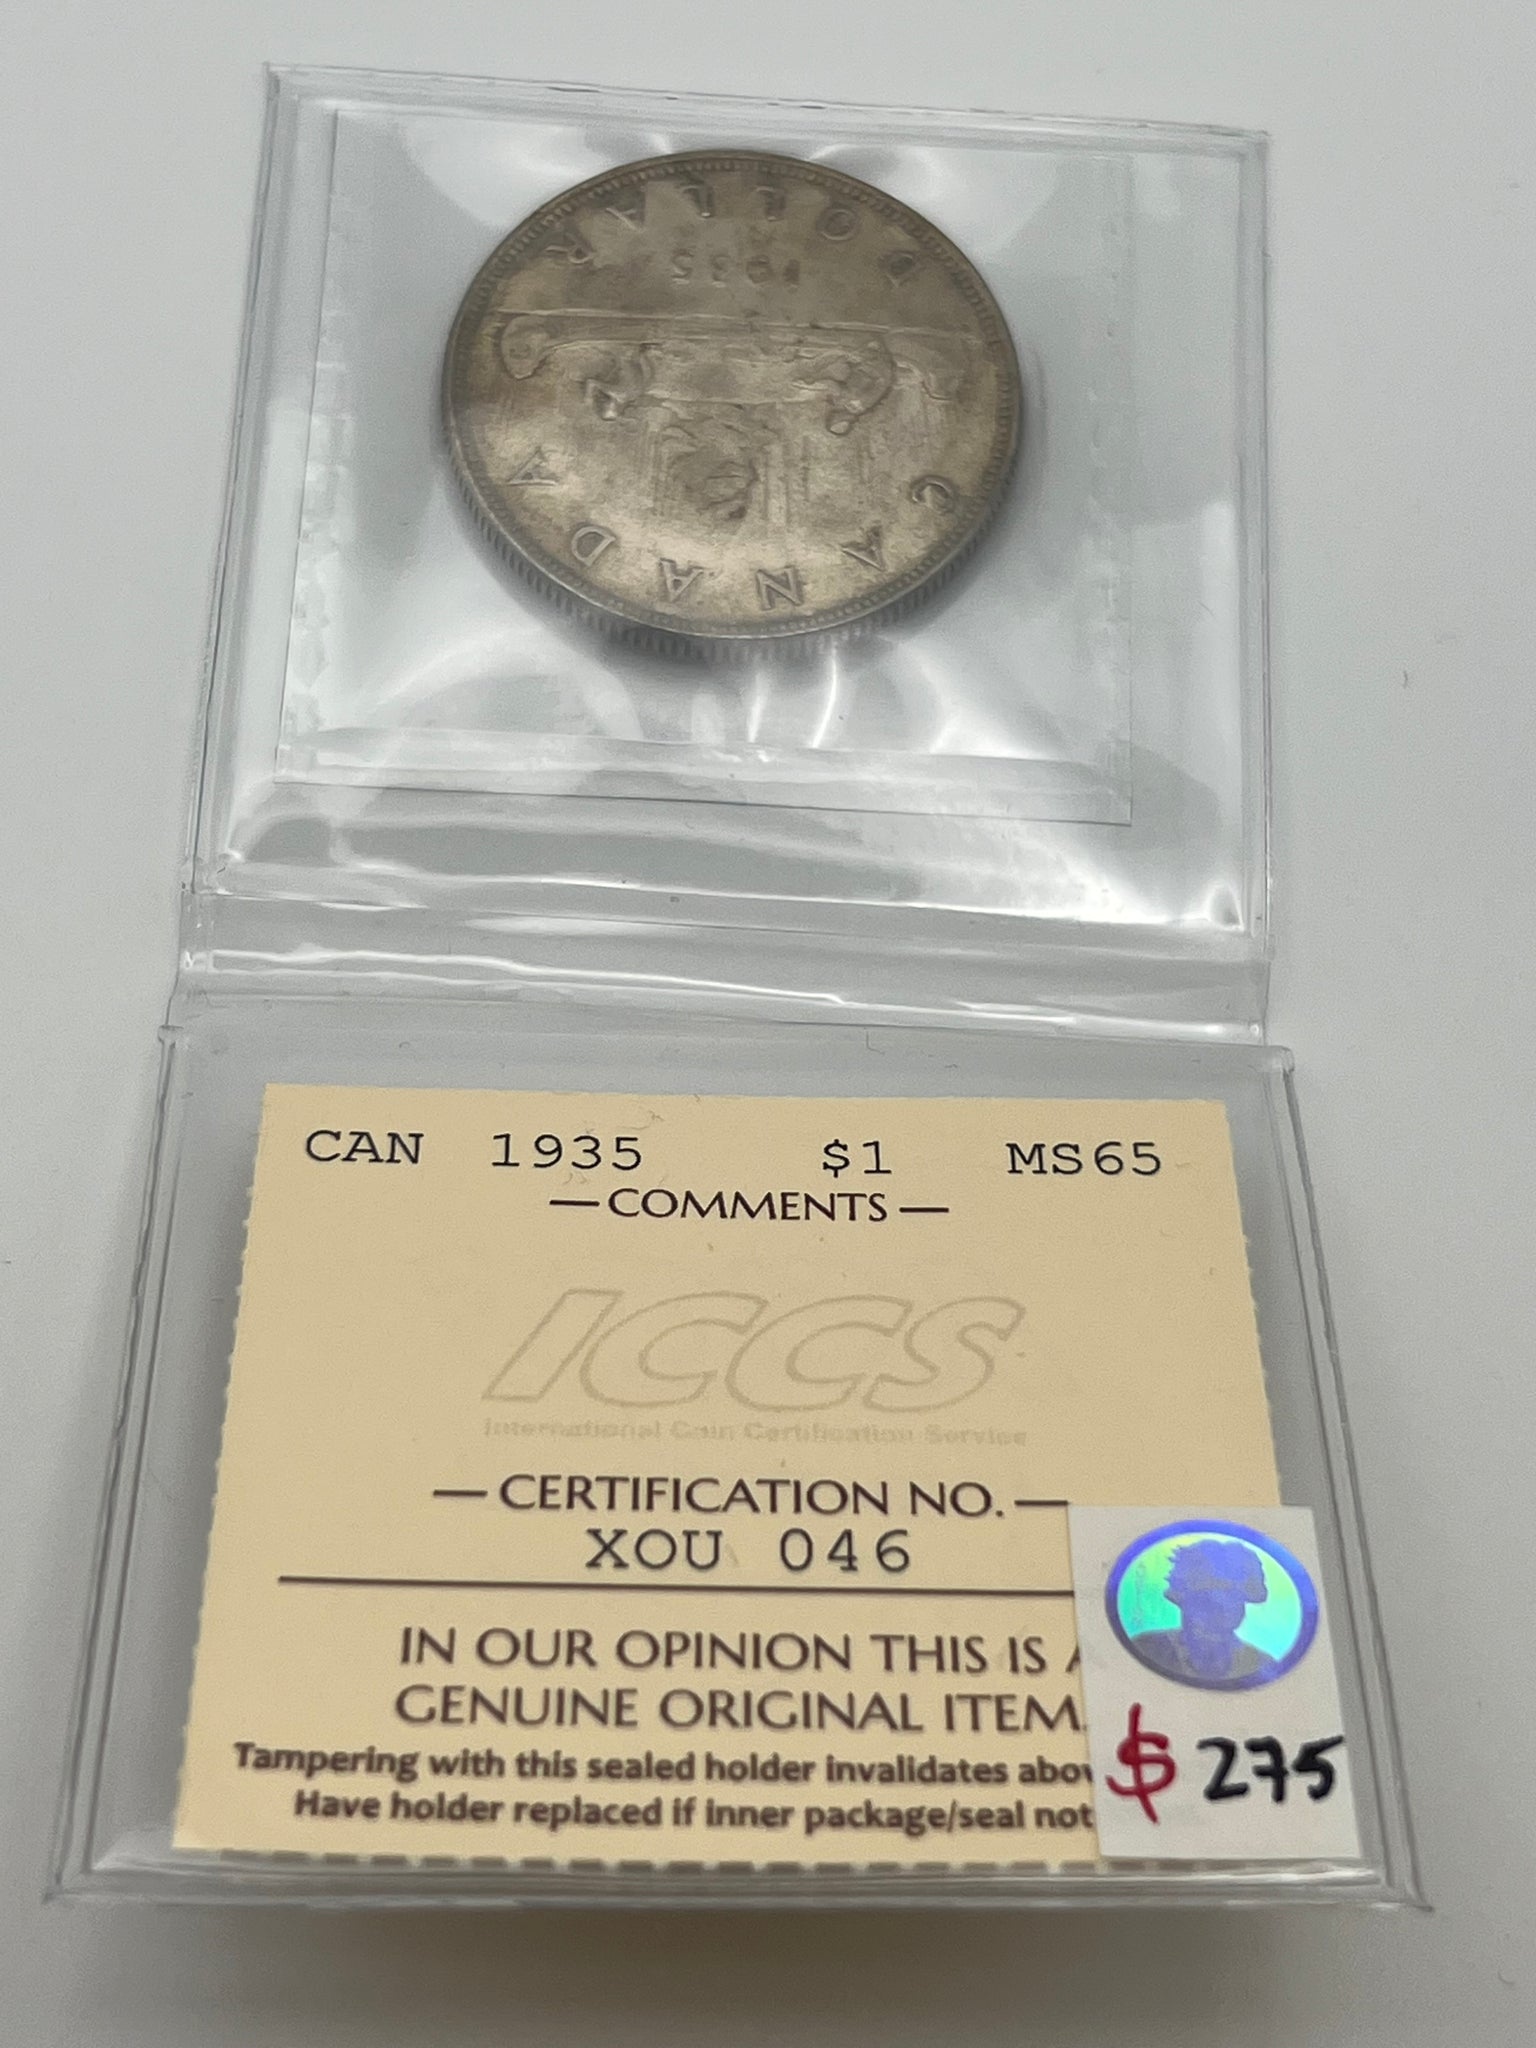 CANADA
1935
DOLLAR
CAN 1935 $1 MS65
—COMMENTS—
ICCS
International Coin Certification Service
— CERTIFICATION NO. —
XOU 046
IN OUR OPINION THIS IS
GENUINE ORIGINAL ITEM.
Tampering with this sealed holder invalidates
Have holder replaced if inner package/seal not
$275